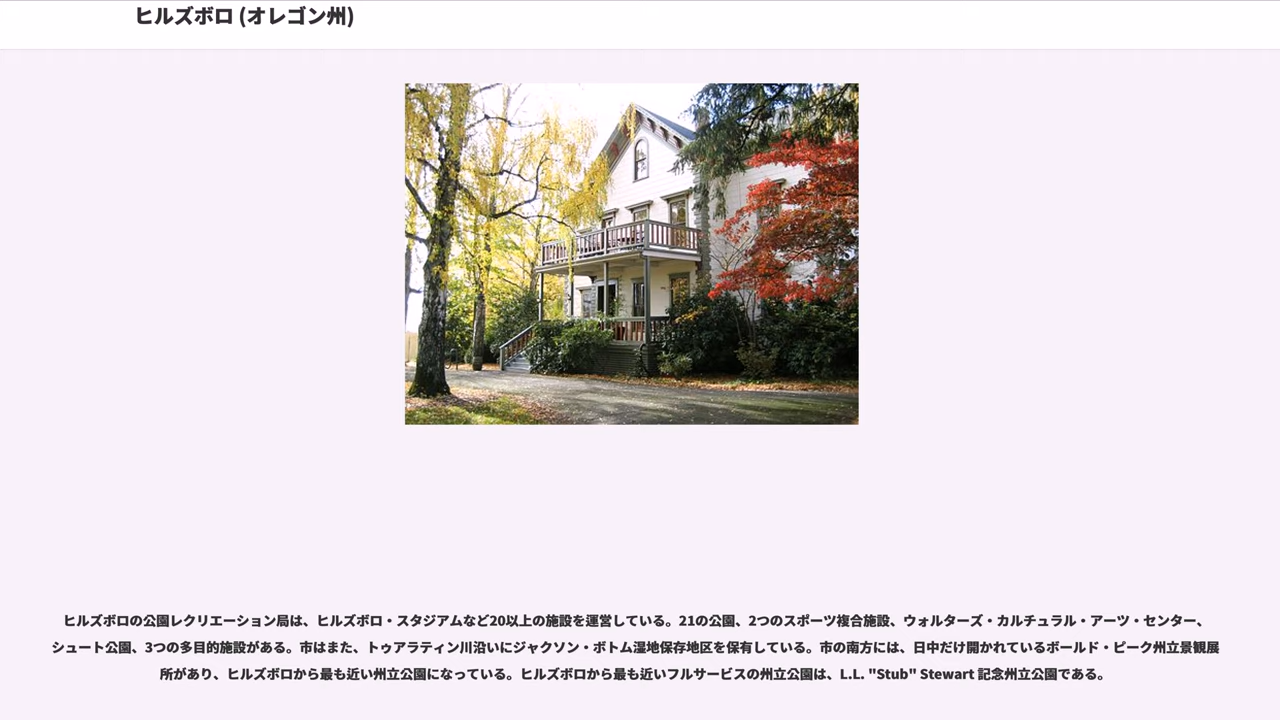 ヒルズボロ (オレゴン州)
ヒルズボロの公園レクリエーション局は、ヒルズボロ・スタジアムなど20以上の施設を運営している。21の公園、2つのスポーツ複合施設、ウォルターズ・カルチュラル・アーツ・センター、
シュート公園、3つの多目的施設がある。市はまた、トゥアラティン川沿いにジャクソン・ボトム湿地保存地区を保有している。市の南方には、日中だけ開かれているボールド・ピーク州立景観展
所があり、ヒルズボロから最も近い州立公園になっている。ヒルズボロから最も近いフルサービスの州立公園は、L.L. "Stub" Stewart 記念州立公園である。